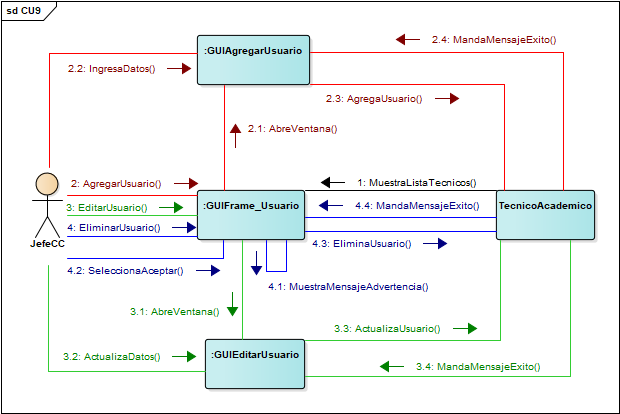 sd CU9
:GUIAgregarUsuario
2.4: MandaMensajeExito()
2.2: IngresaDatos()
2.3: AgregaUsuario()
2.1: AbreVentana()
2: AgregarUsuario()
1: MuestraListaTecnicos()
3: EditarUsuario()
:GUIFrame_Usuario
4.4: MandaMensajeExito()
TecnicoAcademico
4: EliminarUsuario()
JefeCC
4.3: EliminaUsuario()
4.2: SeleccionaAceptar()
4.1: MuestraMensajeAdvertencia()
3.1: AbreVentana()
3.3: ActualizaUsuario()
3.2: ActualizaDatos()
:GUIEditarUsuario
3.4: MandaMensajeExito()